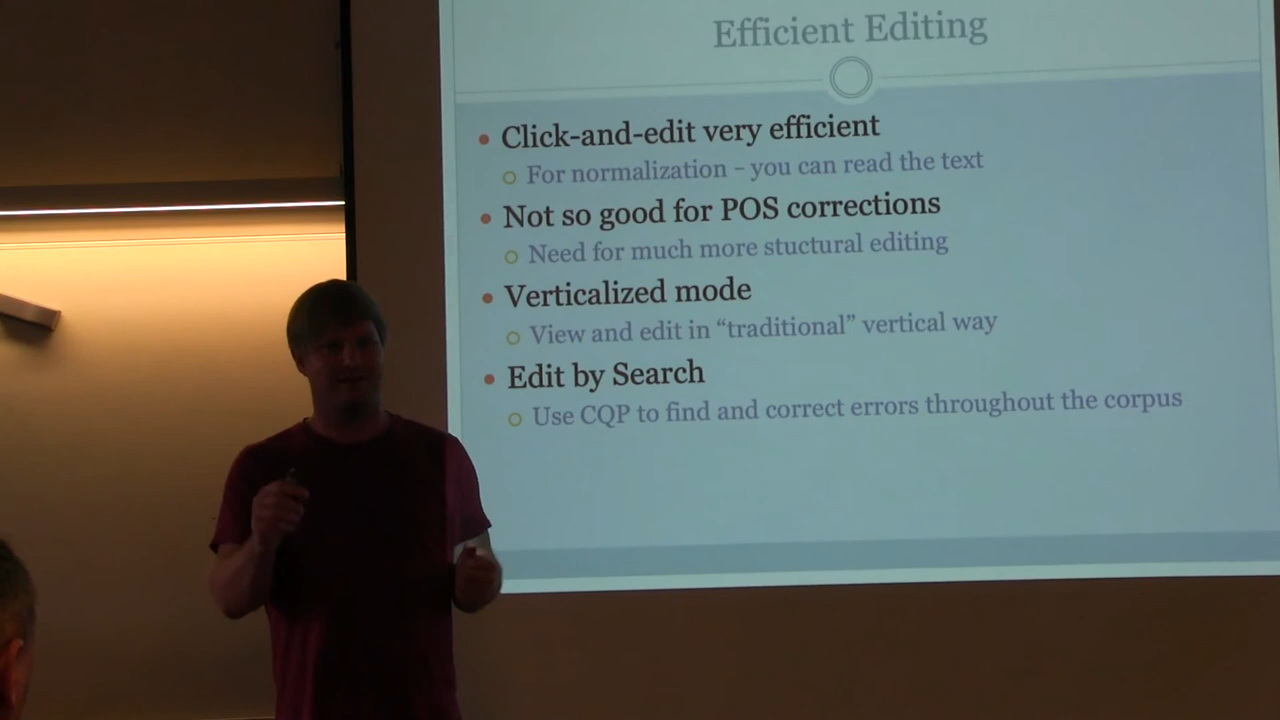 Efficient Editing
• Click-and-edit very efficient
○ For normalization – you can read the text
• Not so good for POS corrections
○ Need for much more stuctural editing
• Verticalized mode
○ View and edit in “traditional” vertical way
• Edit by Search
○ Use CQP to find and correct errors throughout the corpus